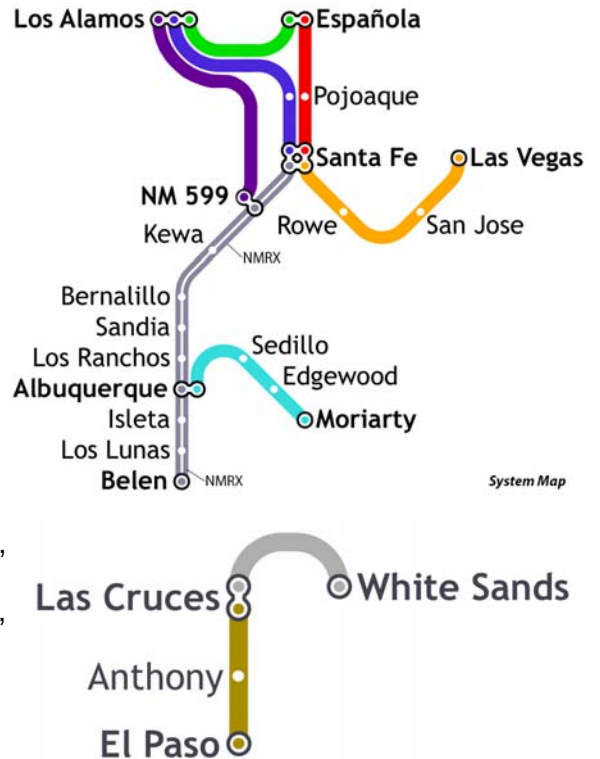 Los Alamos
Española
Pojoaque
Santa Fe
Las Vegas
NM 599
Rowe
San Jose
Kewa
NMRX
Bernalillo
Sandia
Los Ranchos
Sedillo
Albuquerque
Edgewood
Isleta
Moriarty
Los Lunas
Belen
NMRX
System Map
,
,
Las Cruces
White Sands
Anthony
El Paso